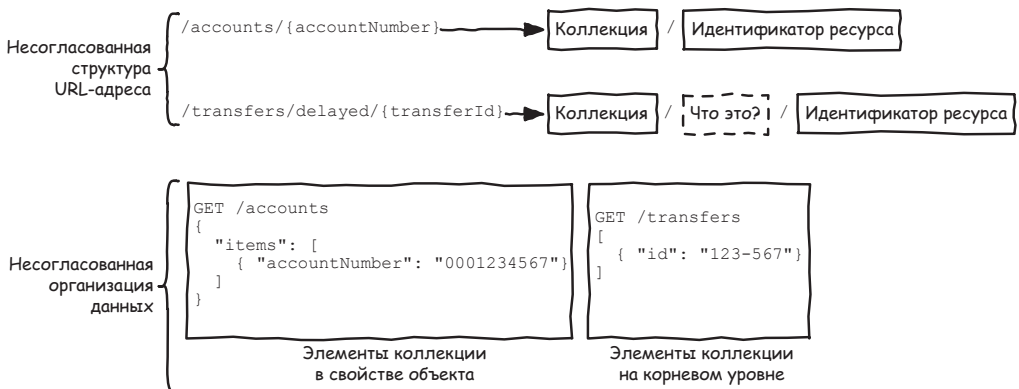 Несогласованная
структура
URL-адреса
/accounts/{accountNumber}
Коллекция / Идентификатор ресурса
/transfers/delayed/{transferId}
Коллекция / Что это? / Идентификатор ресурса
Несогласованная
организация
данных
GET /accounts
{
"items": [
{ "accountNumber": "0001234567"}
]
}
Элементы коллекции
в свойстве объекта
GET /transfers
[
{ "id": "123-567"}
]
Элементы коллекции
на корневом уровне